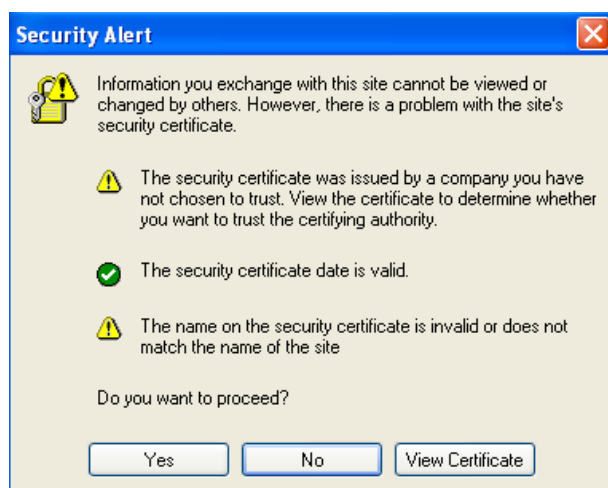 Security Alert
Information you exchange with this site cannot be viewed or
changed by others. However, there is a problem with the site's
security certificate.
The security certificate was issued by a company you have
not chosen to trust. View the certificate to determine whether
you want to trust the certifying authority.
The security certificate date is valid.
The name on the security certificate is invalid or does not
match the name of the site
Do you want to proceed?
Yes No View Certificate